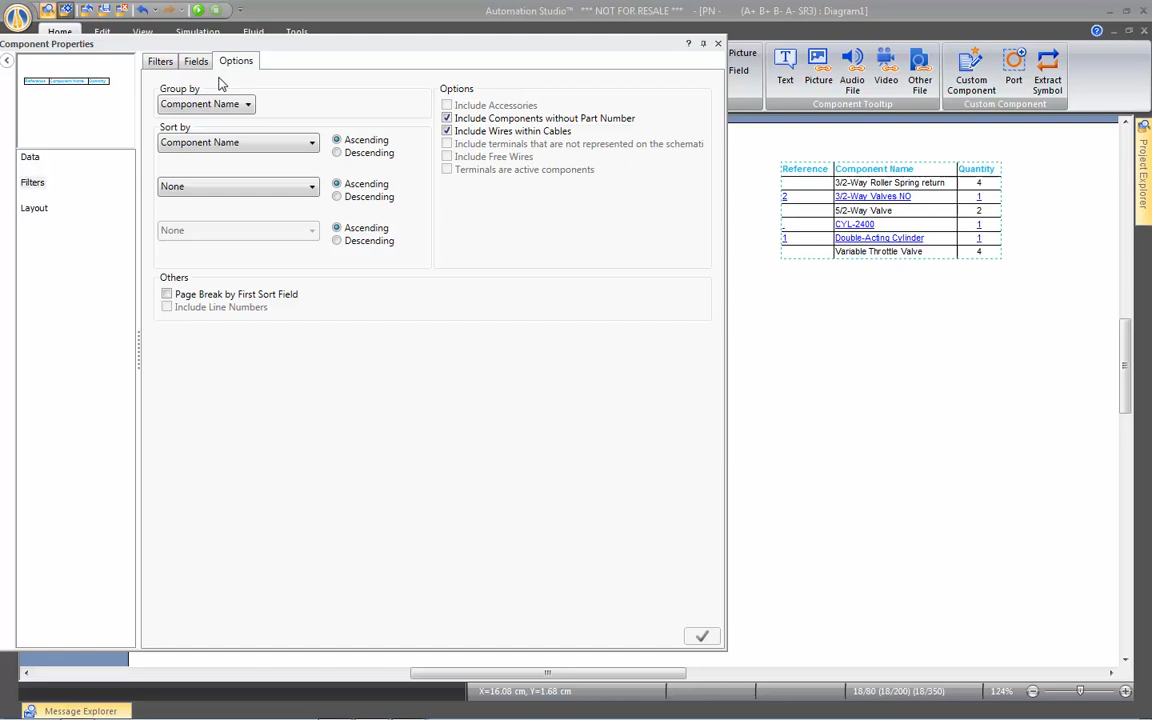 Automation Studio™ *** NOT FOR RESALE *** - [PN - (A+ B+ B- A- SR3) : Diagram1]
Home Edit View Simulation Fluid Tools
Component Properties
Filters Fields Options
Picture
Field
Text Picture Audio File Video Other File
Component Tooltip
Custom Component Port Extract Symbol
Custom Component
Reference Component Name Quantity
Data
Filters
Layout
Group by
Component Name
Sort by
Component Name
Ascending
Descending
None
Ascending
Descending
None
Ascending
Descending
Options
Include Accessories
Include Components without Part Number
Include Wires within Cables
Include terminals that are not represented on the schemati
Include Free Wires
Terminals are active components
Others
Page Break by First Sort Field
Include Line Numbers
Reference Component Name Quantity
3/2-Way Roller Spring return 4
2 3/2-Way Valves NO 1
5/2-Way Valve 2
. CYL-2400 1
1 Double-Acting Cylinder 1
Variable Throttle Valve 4
Project Explorer
X=16.08 cm, Y=1.68 cm
18/80 (18/200) (18/350)
124%
Message Explorer